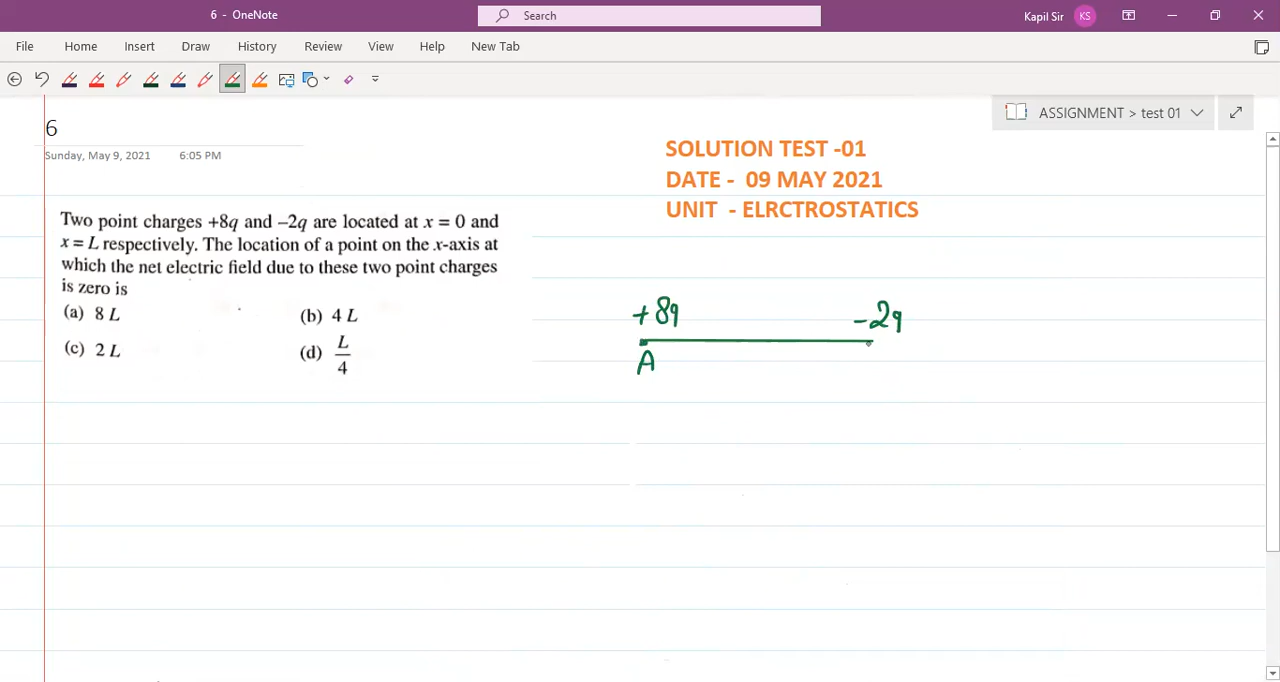 6 - OneNote
Search
Kapil Sir KS
File Home Insert Draw History Review View Help New Tab
ASSIGNMENT > test 01
6
Sunday, May 9, 2021 6:05 PM
SOLUTION TEST -01
DATE - 09 MAY 2021
UNIT - ELRCTROSTATICS
Two point charges +8q and –2q are located at x = 0 and
x = L respectively. The location of a point on the x-axis at
which the net electric field due to these two point charges
is zero is
(a) 8 L (b) 4 L
(c) 2 L (d) L/4
+8q -2q
A